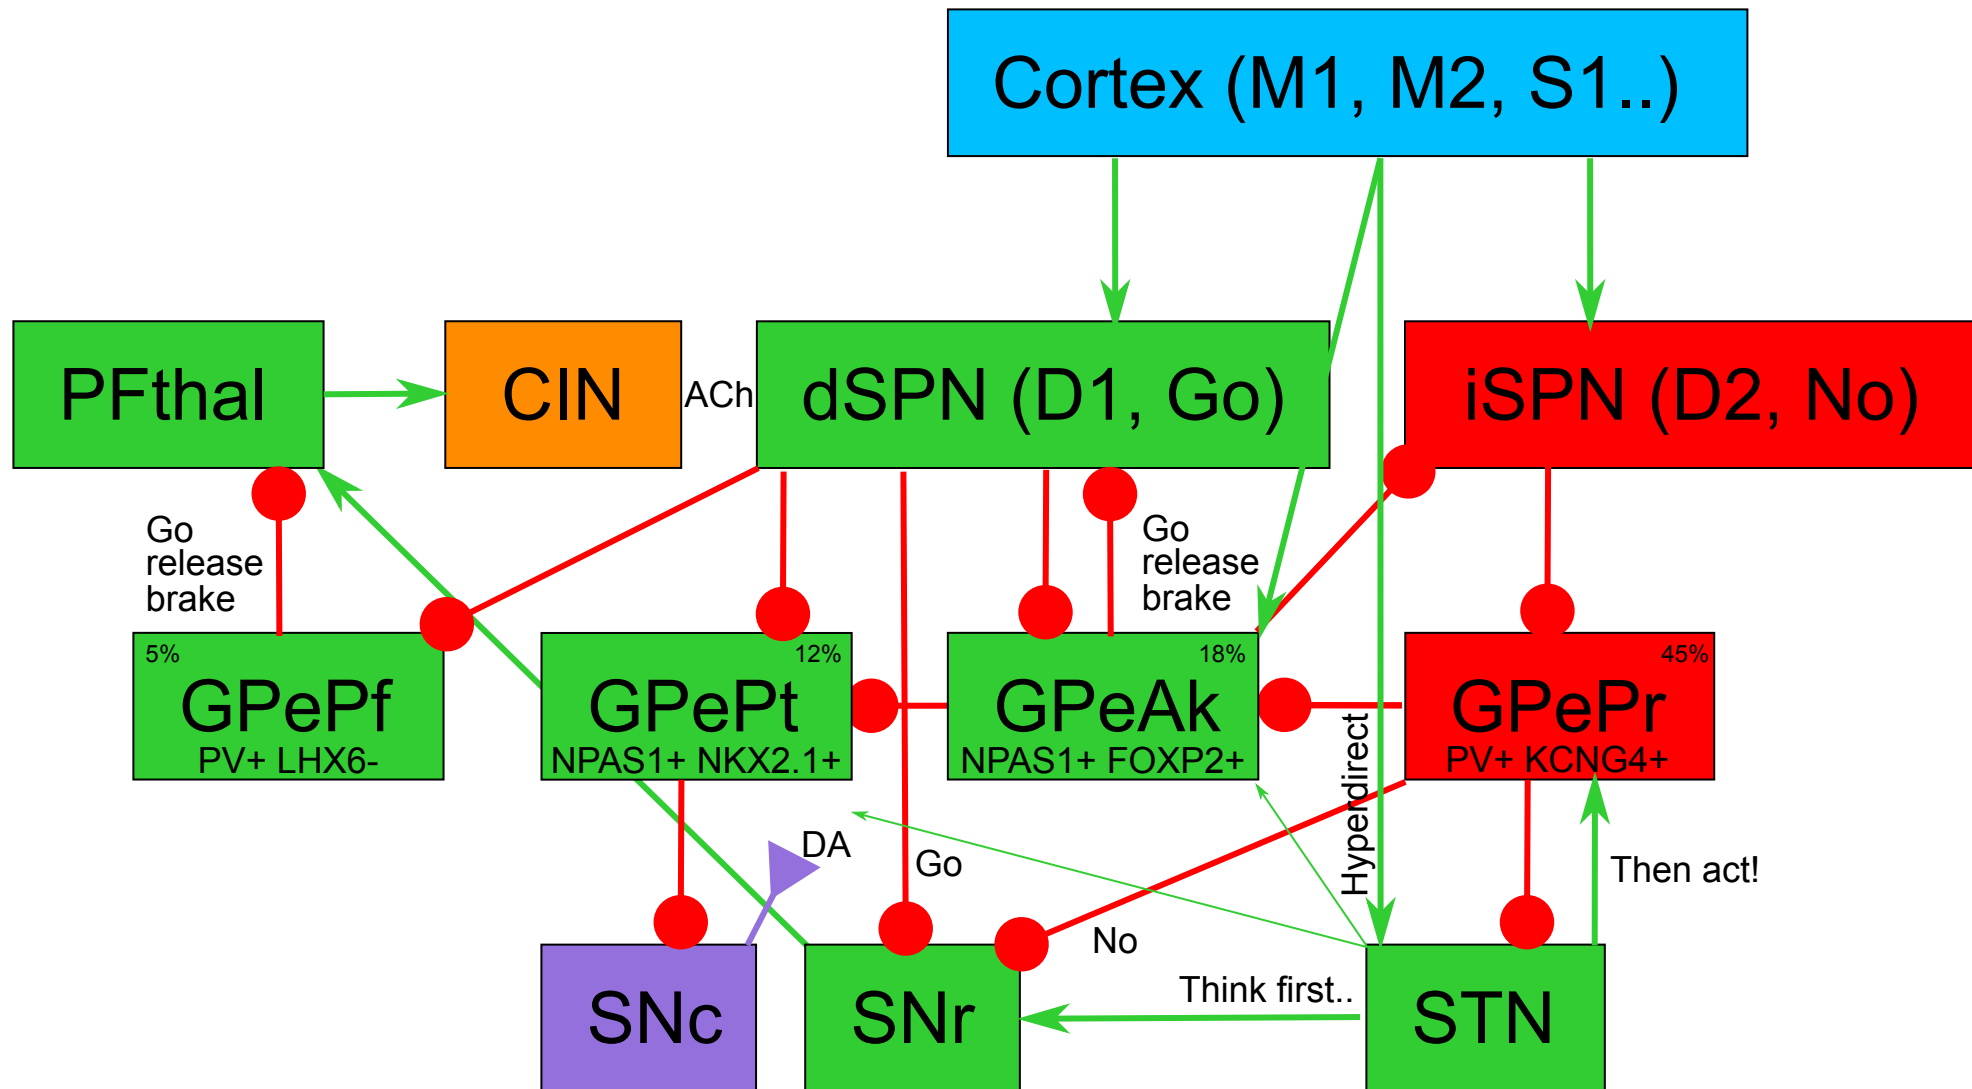 Cortex (M1, M2, S1..)
PFthal
CIN
ACh
dSPN (D1, Go)
iSPN (D2, No)
Go
release
brake
Go
release
brake
5%
GPePf
PV+ LHX6-
12%
GPePt
NPAS1+ NKX2.1+
18%
GPeAk
NPAS1+ FOXP2+
45%
GPePr
PV+ KCNG4+
Hyperdirect
DA
Go
Then act!
No
Think first..
SNc
SNr
STN